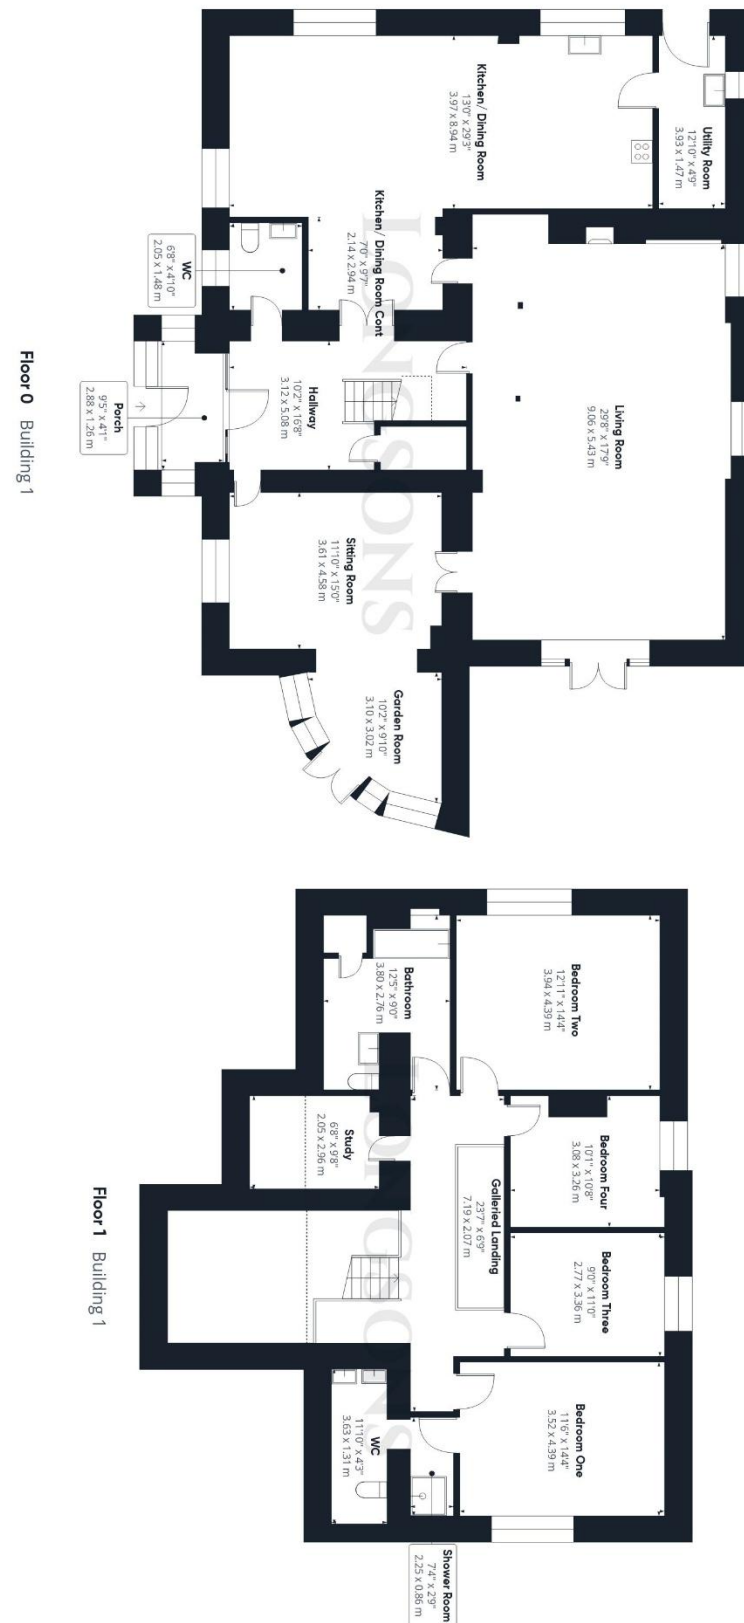 Utility Room
12'10" x 4'9"
3.93 x 1.47 m
Kitchen/ Dining Room
13'0" x 29'3"
3.97 x 8.94 m
Kitchen/ Dining Room Cont
7'0" x 9'7"
2.14 x 2.94 m
WC
6'8" x 4'10"
2.05 x 1.48 m
Living Room
29'8" x 17'9"
9.06 x 5.43 m
Hallway
10'2" x 16'8"
3.12 x 5.08 m
Porch
9'5" x 4'1"
2.88 x 1.26 m
Sitting Room
11'10" x 15'0"
3.61 x 4.58 m
Garden Room
10'2" x 9'10"
3.10 x 3.02 m
LONGSONS
Floor 0 Building 1
Bedroom Two
12'11" x 14'4"
3.94 x 4.39 m
Bathroom
12'5" x 9'0"
3.80 x 2.76 m
Bedroom Four
10'1" x 10'8"
3.08 x 3.26 m
Study
6'8" x 9'8"
2.05 x 2.96 m
Galleried Landing
23'7" x 6'9"
7.19 x 2.07 m
Bedroom Three
9'0" x 11'0"
2.77 x 3.36 m
Bedroom One
11'6" x 14'4"
3.52 x 4.39 m
WC
11'10" x 4'3"
3.63 x 1.31 m
Shower Room
7'4" x 2'9"
2.25 x 0.86 m
LONGSONS
Floor 1 Building 1